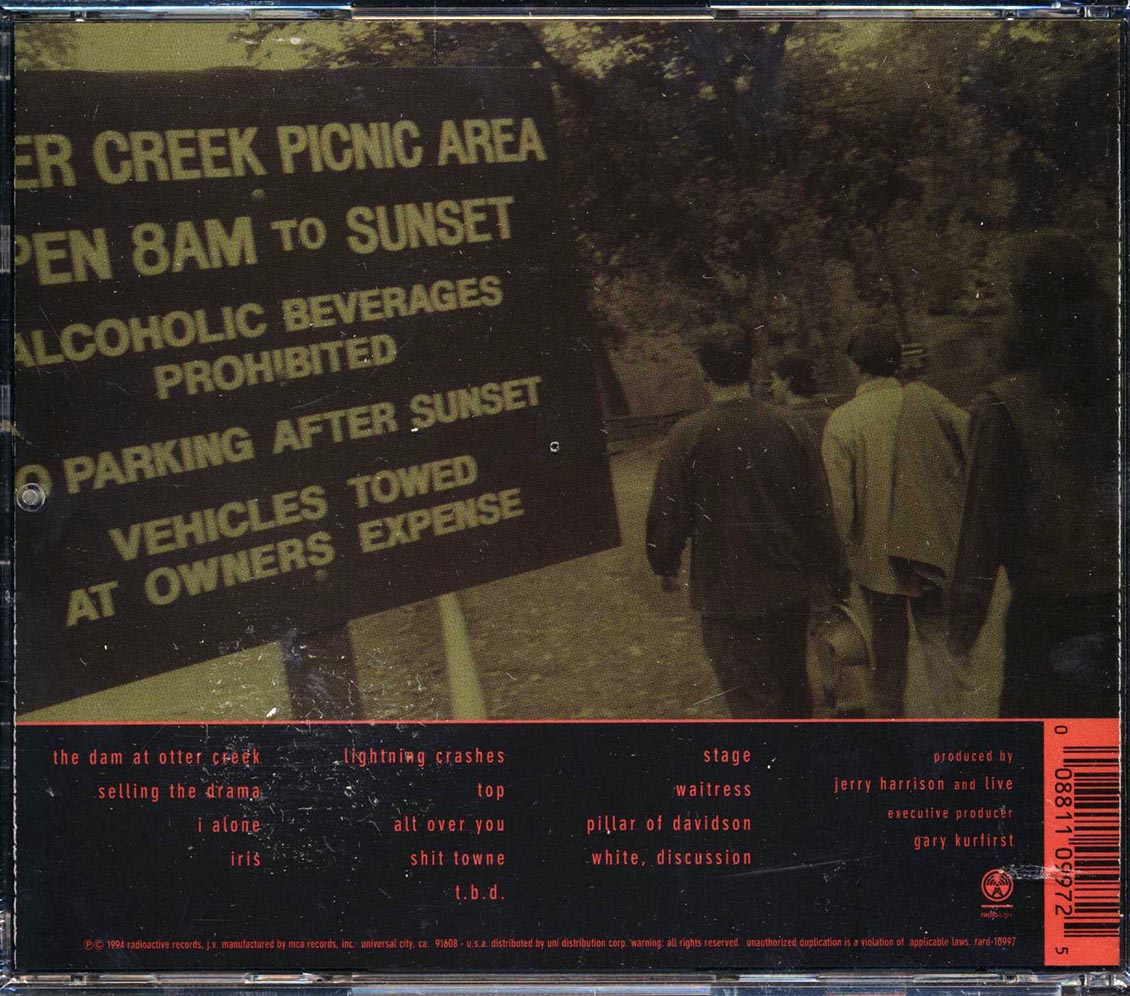 ER CREEK PICNIC AREA
PEN 8AM TO SUNSET
ALCOHOLIC BEVERAGES
PROHIBITED
O PARKING AFTER SUNSET
VEHICLES TOWED
AT OWNERS EXPENSE
the dam at otter creek
selling the drama
i alone
iris
lightning crashes
top
all over you
shit towne
t.b.d.
stage
waitress
pillar of davidson
white, discussion
produced by
jerry harrison and live
executive producer
gary kurfirst
radioactive
0 08811 09972 5
℗© 1994 radioactive records, j.v. manufactured by mca records, inc. universal city, ca. 91608 - u.s.a. distributed by uni distribution corp. warning: all rights reserved. unauthorized duplication is a violation of applicable laws. rard-10997